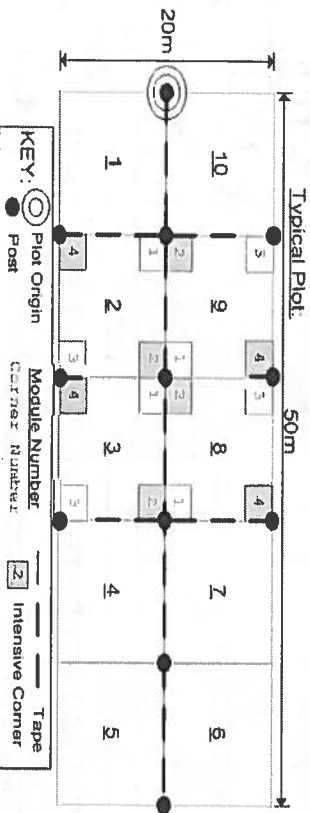 Typical Plot:
50m
20m
10 9 8 7 6
3 4 3 4
2 1 2 1
1 2 1 2
4 3 4 3
1 2 3 4 5
KEY:
Plot Origin
Post
Module Number
Corner Number
Tape
2 Intensive Corner